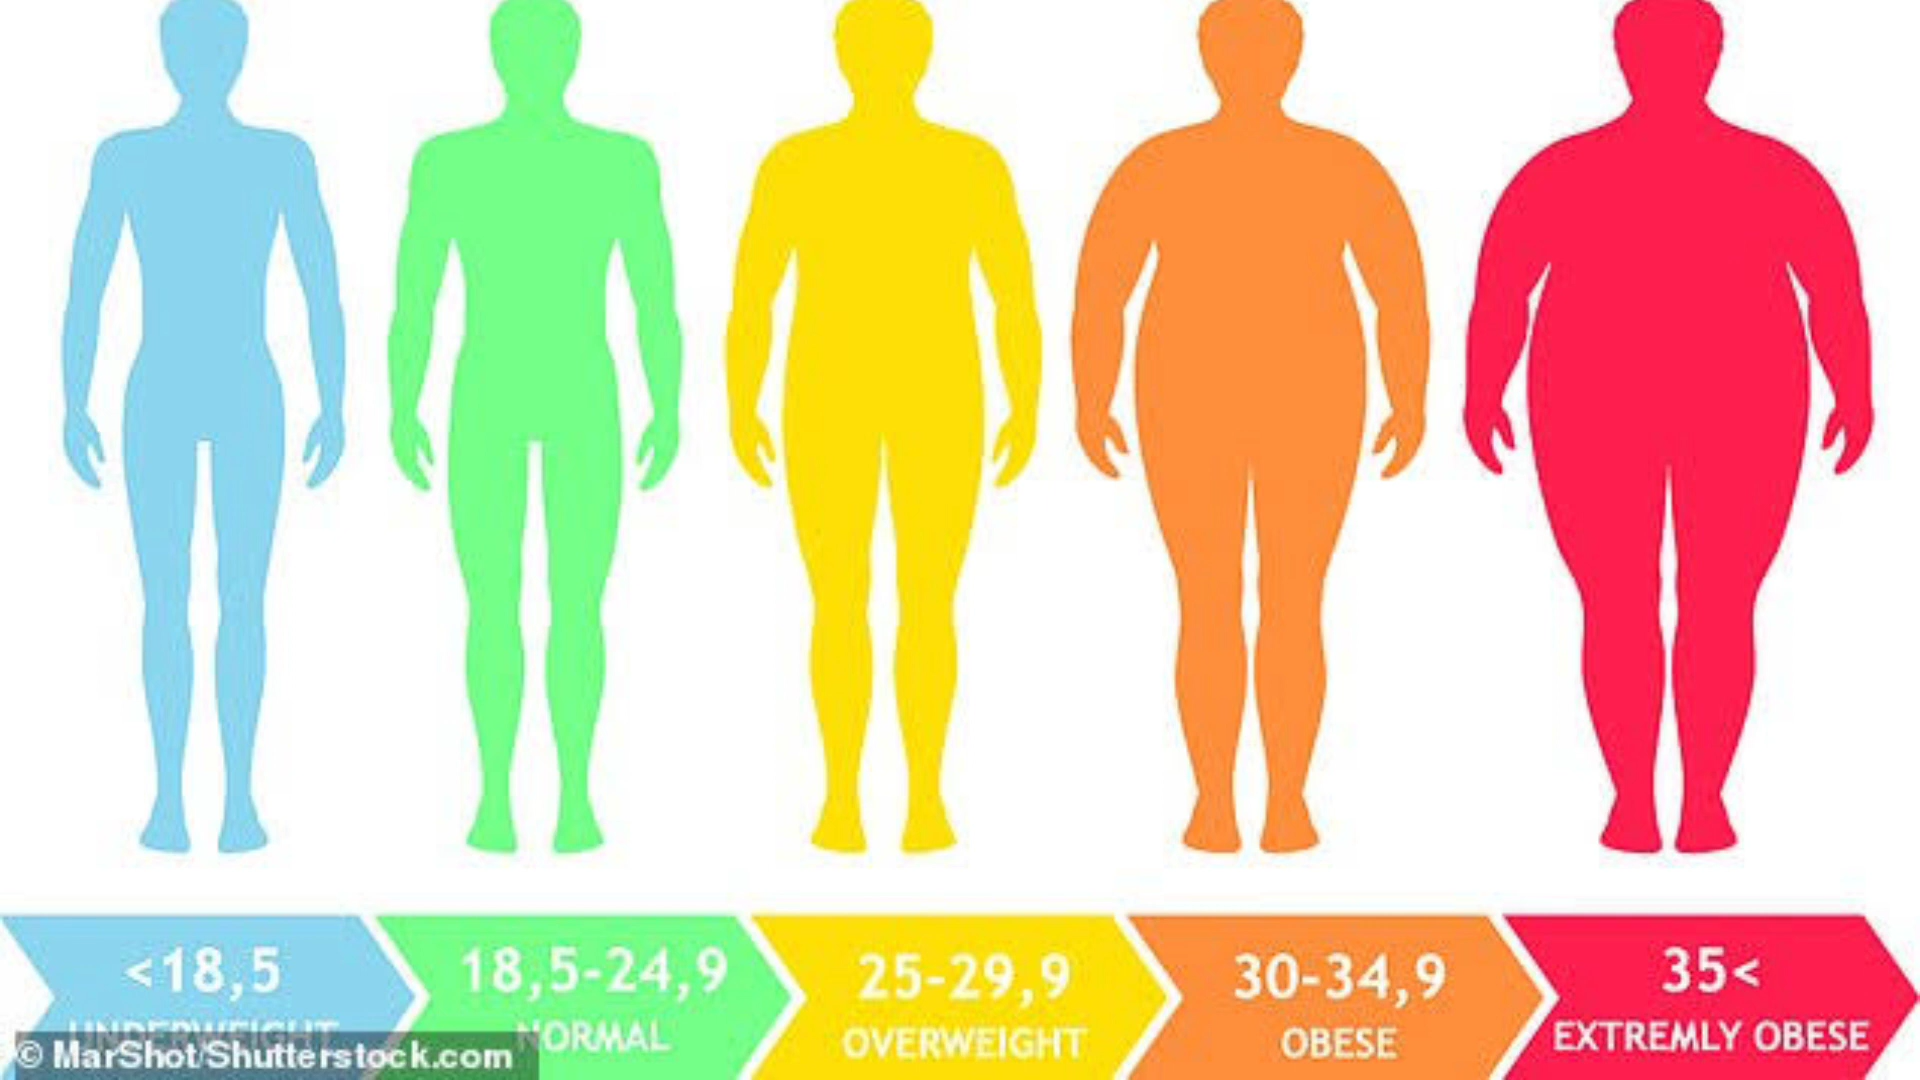 <18,5
UNDERWEIGHT
18,5-24,9
NORMAL
25-29,9
OVERWEIGHT
30-34,9
OBESE
35<
EXTREMLY OBESE
© MarShot/Shutterstock.com